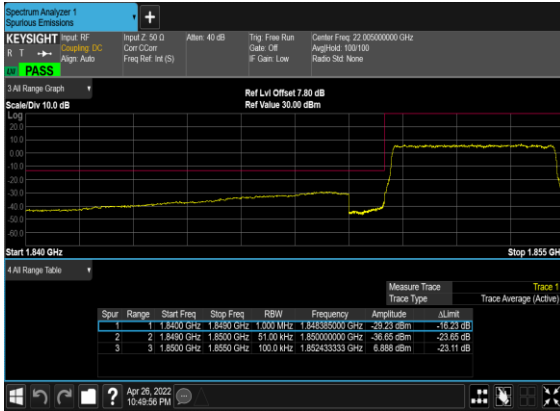 Spectrum Analyzer 1
Spurious Emissions
+
KEYSIGHT
R T
Input: RF
Coupling: DC
Align: Auto
Input Z: 50 Ω
Corr CCorr
Freq Ref: Int (S)
Atten: 40 dB
Trig: Free Run
Gate: Off
IF Gain: Low
Center Freq: 22.005000000 GHz
Avg|Hold: 100/100
Radio Std: None
PASS
3 All Range Graph
Scale/Div 10.0 dB
Ref Lvl Offset 7.80 dB
Ref Value 30.00 dBm
Log
20.0
10.0
0.00
-10.0
-20.0
-30.0
-40.0
-50.0
-60.0
Start 1.840 GHz
Stop 1.855 GH
4 All Range Table
Measure Trace Trace 1
Trace Type Trace Average (Active)
Spur Range Start Freq Stop Freq RBW Frequency Amplitude ΔLimit
1 1 1.8400 GHz 1.8490 GHz 1.000 MHz 1.848385000 GHz -29.23 dBm -16.23 dB
2 2 1.8490 GHz 1.8500 GHz 51.00 kHz 1.850000000 GHz -36.65 dBm -23.65 dB
3 3 1.8500 GHz 1.8550 GHz 100.0 kHz 1.852433333 GHz 6.888 dBm -23.11 dB
?
Apr 26, 2022
10:49:56 PM